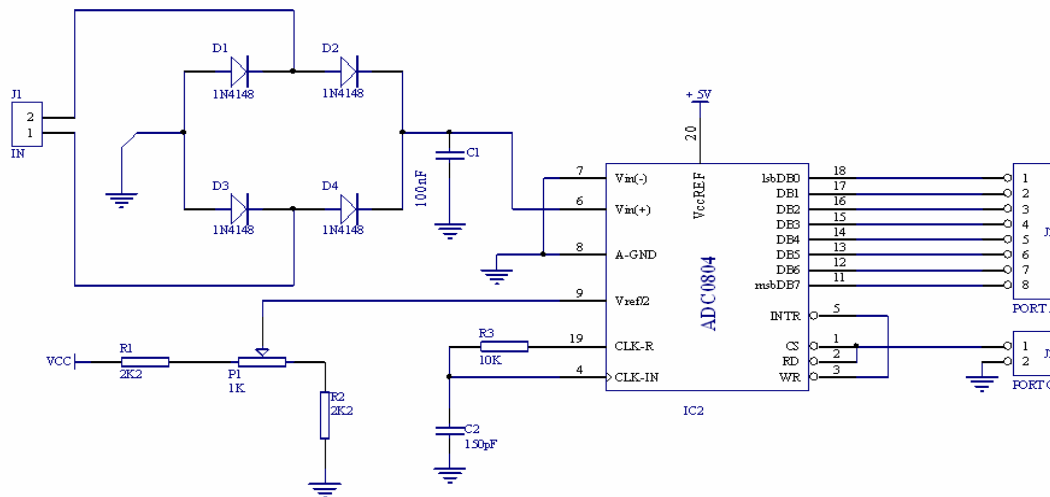 J1
2
1
IN
D1
1N4148
D2
1N4148
D3
1N4148
D4
1N4148
C1
100nF
+ 5V
20
VccREF
7
Vin(-)
6
Vin(+)
8
A-GND
9
Vref/2
19
CLK-R
4
CLK-IN
ADC0804
IC2
lsbDB0
18
DB1
17
DB2
16
DB3
15
DB4
14
DB5
13
DB6
12
msbDB7
11
INTR
5
CS
1
RD
2
WR
3
1
2
3
4
5
6
7
8
1
2
VCC
R1
2K2
P1
1K
R2
2K2
R3
10K
C2
150pF